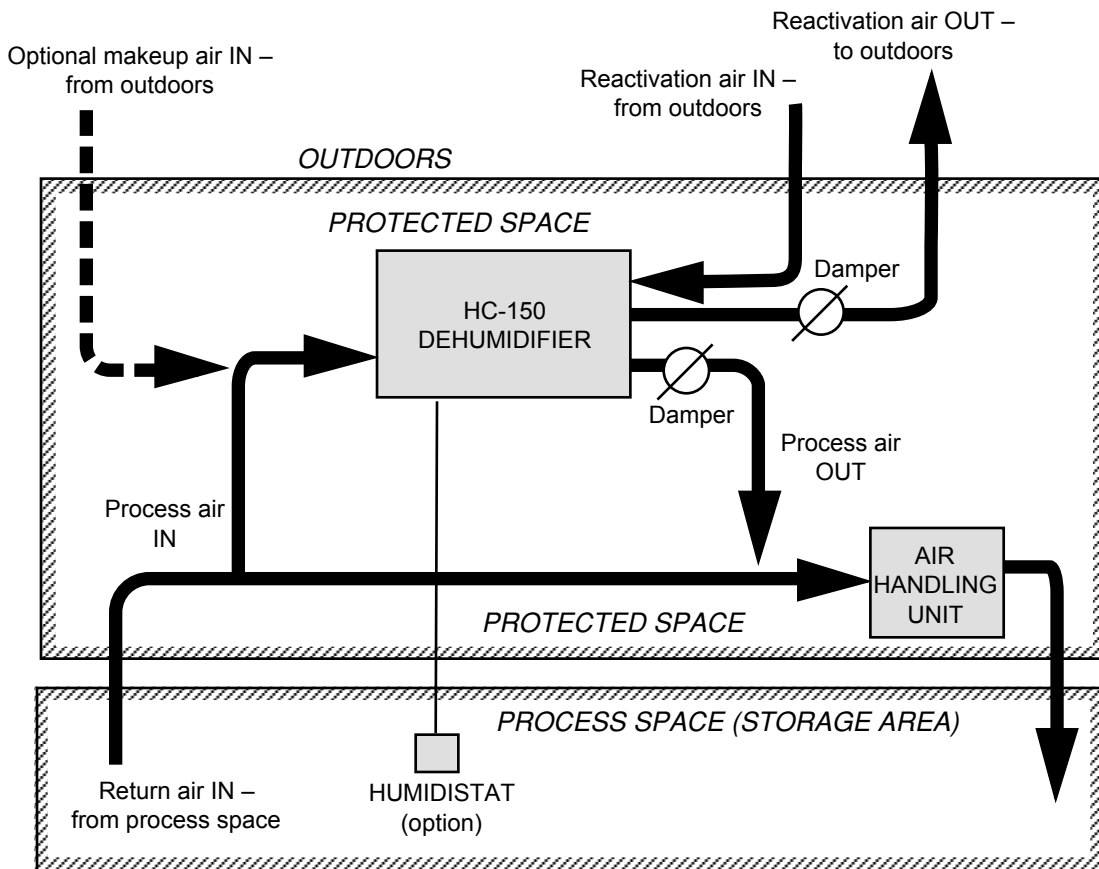 Reactivation air OUT –
to outdoors
Optional makeup air IN –
from outdoors
Reactivation air IN –
from outdoors
OUTDOORS
PROTECTED SPACE
HC-150
DEHUMIDIFIER
Damper
Damper
Process air
OUT
Process air
IN
AIR
HANDLING
UNIT
PROTECTED SPACE
PROCESS SPACE (STORAGE AREA)
Return air IN –
from process space
HUMIDISTAT
(option)